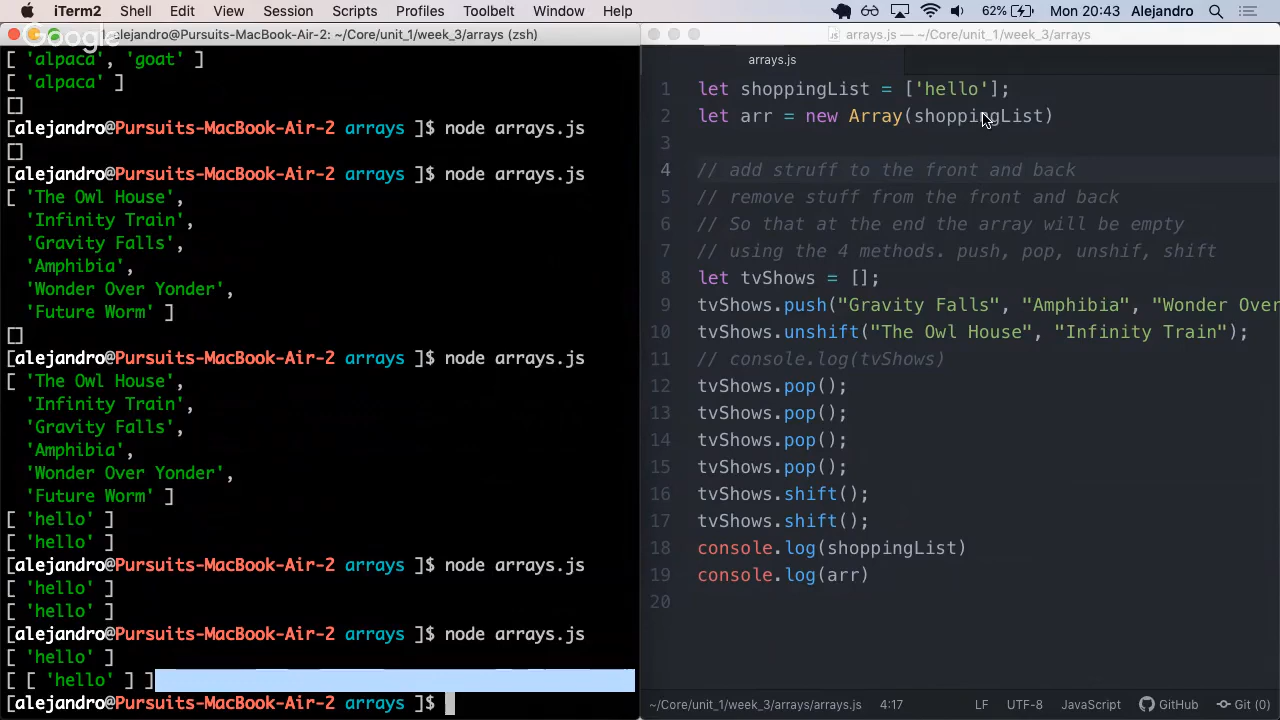 iTerm2 Shell Edit View Session Scripts Profiles Toolbelt Window Help 62% Mon 20:43 Alejandro
Google
alejandro@Pursuits-MacBook-Air-2: ~/Core/unit_1/week_3/arrays (zsh)
[ 'alpaca', 'goat' ]
[ 'alpaca' ]
[]
[alejandro@Pursuits-MacBook-Air-2 arrays ]$ node arrays.js
[]
[alejandro@Pursuits-MacBook-Air-2 arrays ]$ node arrays.js
[ 'The Owl House',
'Infinity Train',
'Gravity Falls',
'Amphibia',
'Wonder Over Yonder',
'Future Worm' ]
[]
[alejandro@Pursuits-MacBook-Air-2 arrays ]$ node arrays.js
[ 'The Owl House',
'Infinity Train',
'Gravity Falls',
'Amphibia',
'Wonder Over Yonder',
'Future Worm' ]
[ 'hello' ]
[ 'hello' ]
[alejandro@Pursuits-MacBook-Air-2 arrays ]$ node arrays.js
[ 'hello' ]
[ 'hello' ]
[alejandro@Pursuits-MacBook-Air-2 arrays ]$ node arrays.js
[ 'hello' ]
[ [ 'hello' ] ]
[alejandro@Pursuits-MacBook-Air-2 arrays ]$
arrays.js — ~/Core/unit_1/week_3/arrays
arrays.js
1 let shoppingList = ['hello'];
2 let arr = new Array(shoppingList)
3
4 // add struff to the front and back
5 // remove stuff from the front and back
6 // So that at the end the array will be empty
7 // using the 4 methods. push, pop, unshif, shift
8 let tvShows = [];
9 tvShows.push("Gravity Falls", "Amphibia", "Wonder Over
10 tvShows.unshift("The Owl House", "Infinity Train");
11 // console.log(tvShows)
12 tvShows.pop();
13 tvShows.pop();
14 tvShows.pop();
15 tvShows.pop();
16 tvShows.shift();
17 tvShows.shift();
18 console.log(shoppingList)
19 console.log(arr)
20
~/Core/unit_1/week_3/arrays/arrays.js 4:17 LF UTF-8 JavaScript GitHub Git (0)